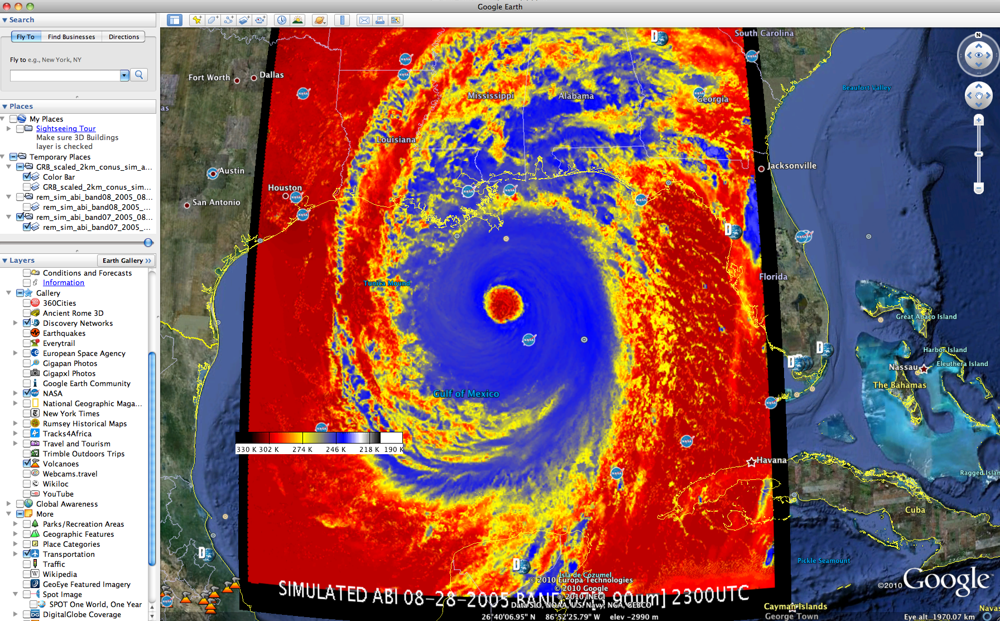 Google Earth
Search
Fly To
Find Businesses
Directions
Fly to e.g., New York, NY
Places
My Places
Sightseeing Tour
Make sure 3D Buildings
layer is checked
Temporary Places
GRB_scaled_2km_conus_sim_a...
Color Bar
GRB_scaled_2km_conus_sim...
rem_sim_abi_band08_2005_08...
rem_sim_abi_band08_2005_...
rem_sim_abi_band07_2005_08...
rem_sim_abi_band07_2005_...
Layers
Earth Gallery »
Conditions and Forecasts
Information
Gallery
360Cities
Ancient Rome 3D
Discovery Networks
Earthquakes
Everytrail
European Space Agency
Gigapan Photos
Gigapxl Photos
Google Earth Community
NASA
National Geographic Maga...
New York Times
Rumsey Historical Maps
Tracks4Africa
Travel and Tourism
Trimble Outdoors Trips
Volcanoes
Webcams.travel
Wikiloc
YouTube
Global Awareness
More
Parks/Recreation Areas
Geographic Features
Place Categories
Transportation
Traffic
Wikipedia
GeoEye Featured Imagery
Spot Image
SPOT One World, One Year
DigitalGlobe Coverage
N
South Carolina
Fort Worth
Dallas
Beaufort Valley
Mississippi
Alabama
Georgia
as
Louisiana
Austin
Jacksonville
Houston
San Antonio
Florida
Tunica Mound
Great Abaco Island
Harbor Island
Eleuthera Island
Nassau
The Bahamas
Gulf of Mexico
330 K 302 K 274 K 246 K 218 K 190 K
Havana
Ragged Islan
Cuba
Pickle Seamount
Isla de Cozumel
© 2010 Europa Technologies
© 2010 Google
© 2010 INEGI
Data SIO, NOAA, U.S. Navy, NGA, GEBCO
SIMULATED ABI 08-28-2005 BAND 90µm] 2300UTC
©2010 Google™
Cayman Islands
George Town
Navas
26°40'06.95" N 86°52'25.79" W elev -2990 m
Eye alt 1970.07 km